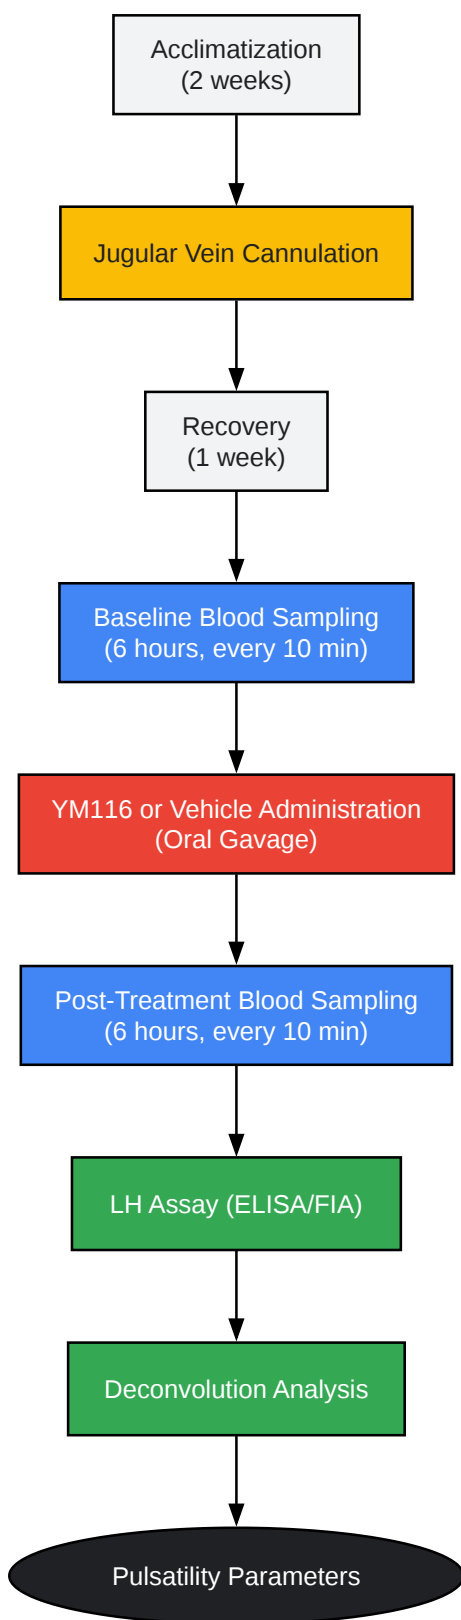 Acclimatization
(2 weeks)
Jugular Vein Cannulation
Recovery
(1 week)
Baseline Blood Sampling
(6 hours, every 10 min)
YM116 or Vehicle Administration
(Oral Gavage)
Post-Treatment Blood Sampling
(6 hours, every 10 min)
LH Assay (ELISA/FIA)
Deconvolution Analysis
Pulsatility Parameters